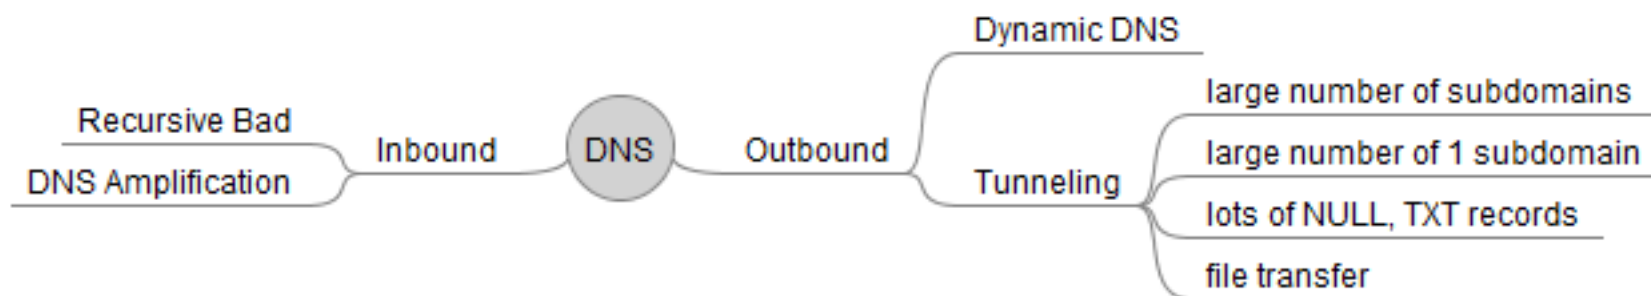 Dynamic DNS
large number of subdomains
Recursive Bad
Inbound
DNS
Outbound
large number of 1 subdomain
DNS Amplification
Tunneling
lots of NULL, TXT records
file transfer